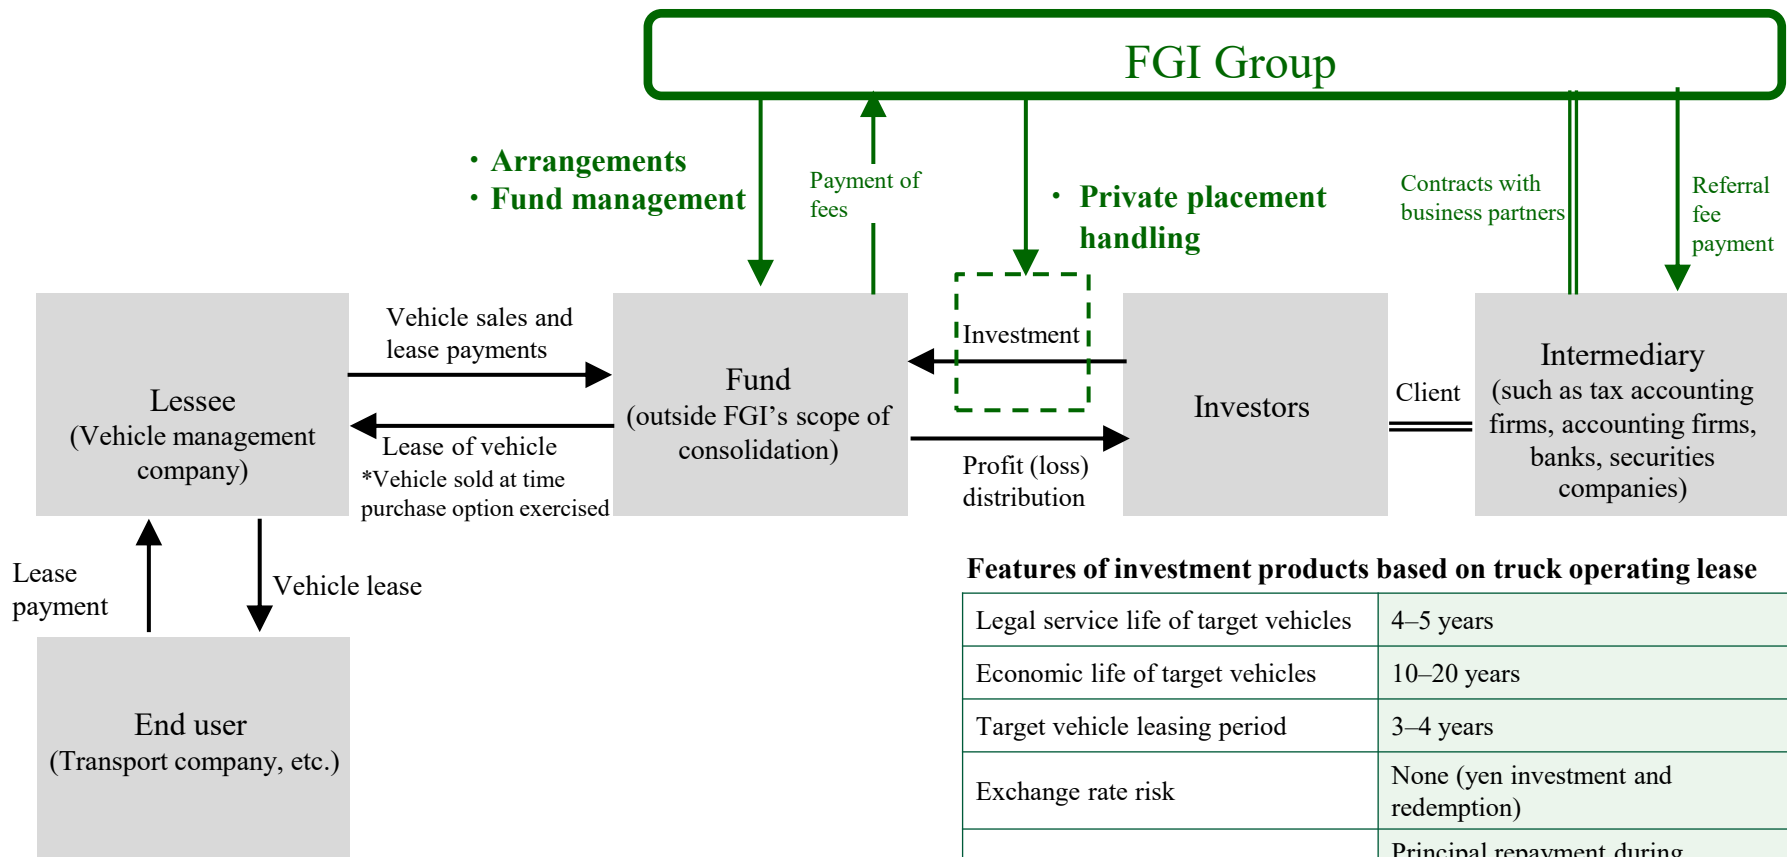 FGI Group
・ Arrangements
・ Fund management
Payment of
fees
・ Private placement
handling
Contracts with
business partners
Referral
fee
payment
Vehicle sales and
lease payments
Lessee
(Vehicle management
company)
Lease of vehicle
*Vehicle sold at time
purchase option exercised
Fund
(outside FGI’s scope of
consolidation)
Investment
Profit (loss)
distribution
Investors
Client
Intermediary
(such as tax accounting
firms, accounting firms,
banks, securities
companies)
Lease
payment
Vehicle lease
End user
(Transport company, etc.)
Features of investment products based on truck operating lease
Legal service life of target vehicles 4–5 years
Economic life of target vehicles 10–20 years
Target vehicle leasing period 3–4 years
Exchange rate risk None (yen investment and
redemption)
Principal repayment during